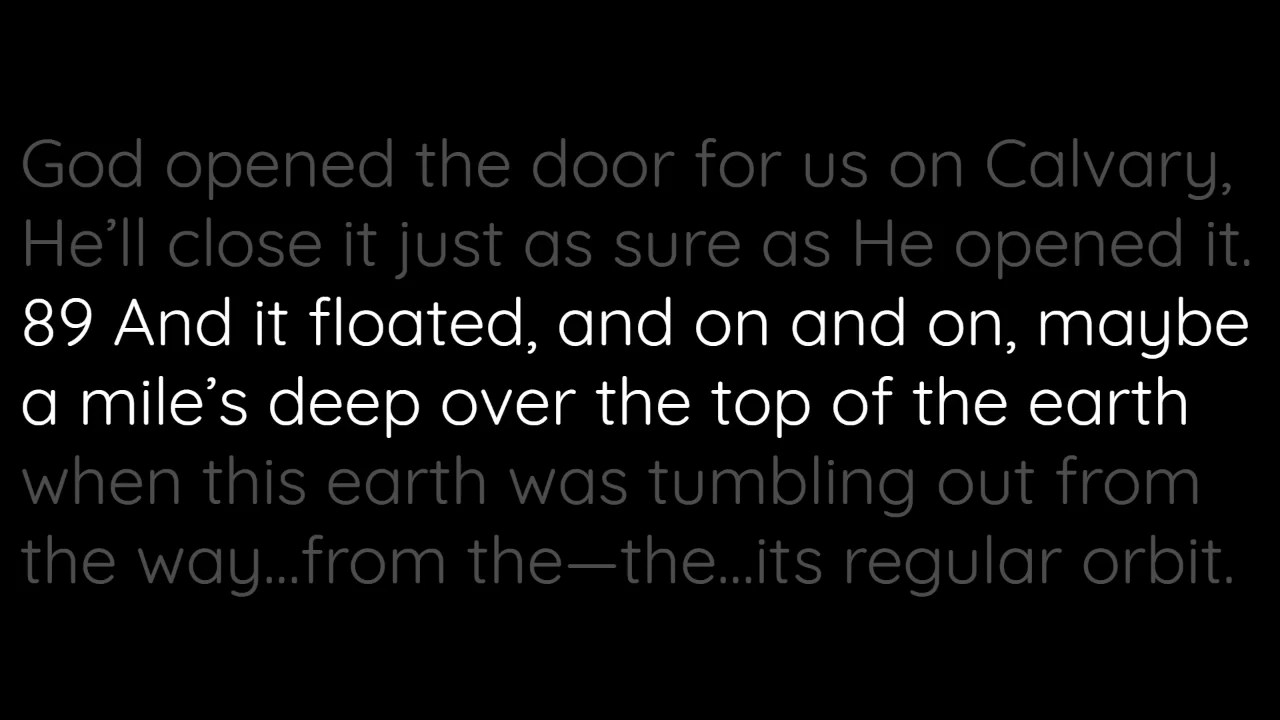 God opened the door for us on Calvary,
He’ll close it just as sure as He opened it.
89 And it floated, and on and on, maybe
a mile’s deep over the top of the earth
when this earth was tumbling out from
the way...from the—the...its regular orbit.